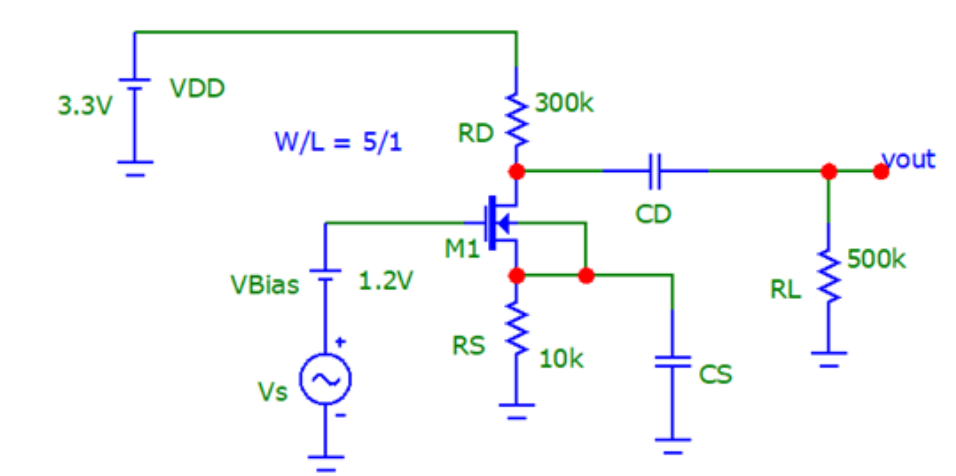 3.3V
VDD
W/L = 5/1
300k
RD
vout
CD
M1
VBias
1.2V
500k
RL
RS
10k
CS
Vs